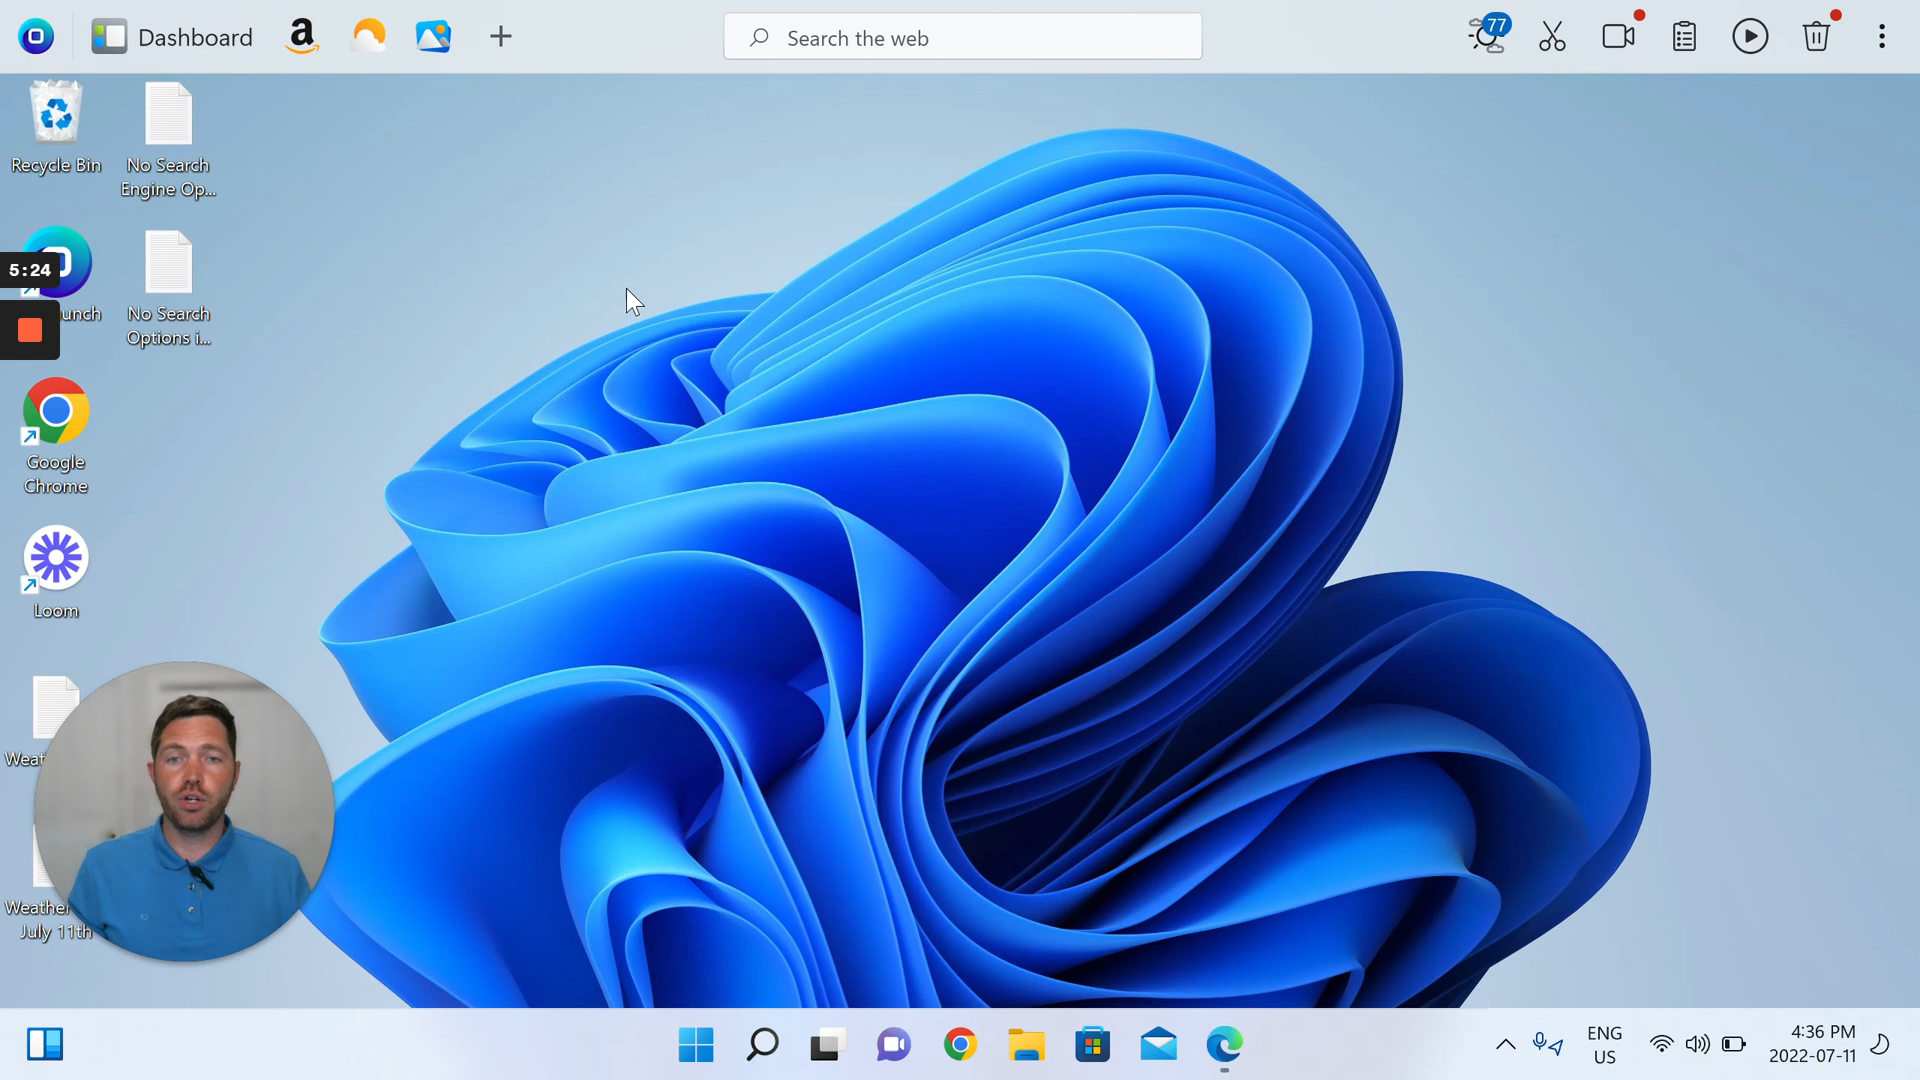 Dashboard
a
+
Search the web
77
Recycle Bin
No Search
Engine Op...
5:24
unch
No Search
Options i...
Google
Chrome
Loom
Weat
Weather
July 11th
ENG
US
4:36 PM
2022-07-11